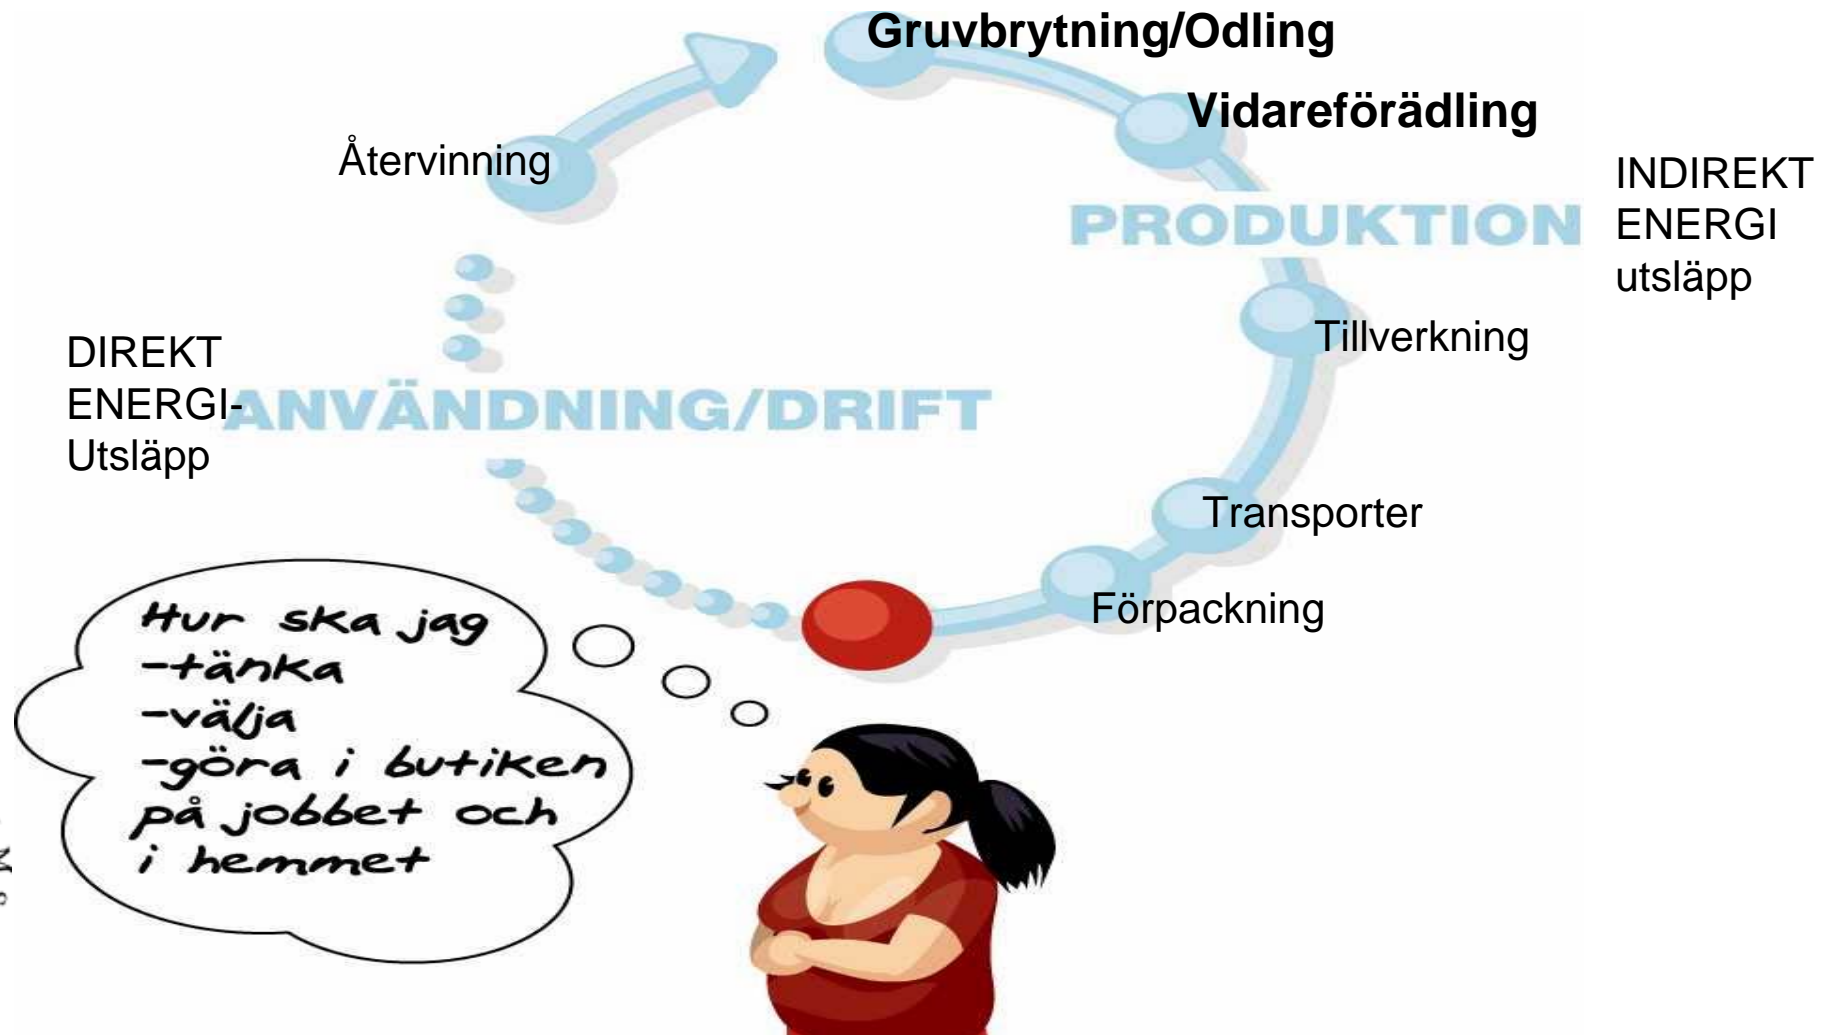 Gruvbrytning/Odling
Vidareförädling
Återvinning
INDIREKT
ENERGI
utsläpp
PRODUKTION
Tillverkning
DIREKT
ENERGI-
Utsläpp
ANVÄNDNING/DRIFT
Transporter
Förpackning
Hur ska jag
-tänka
-välja
-göra i butiken
på jobbet och
i hemmet